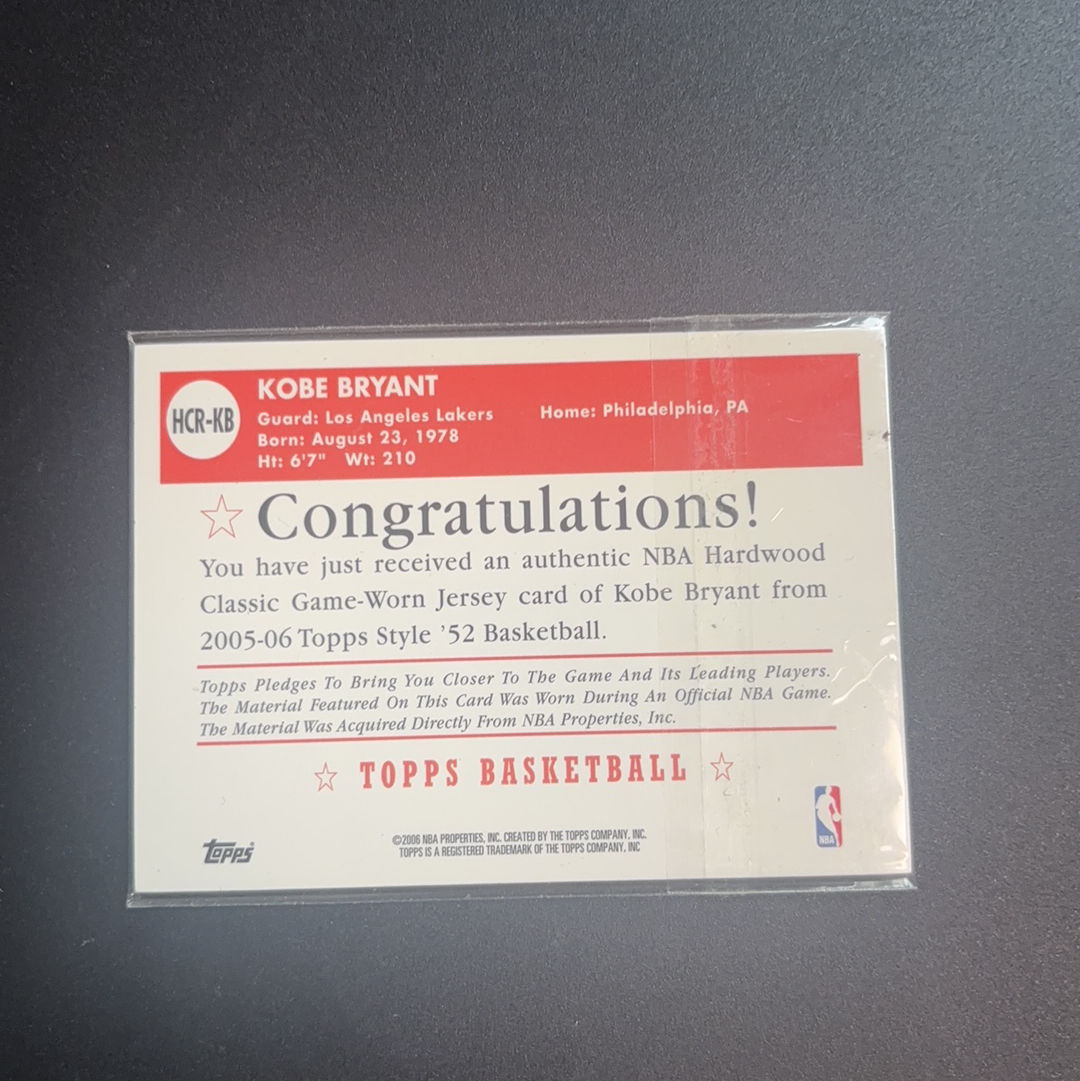 HCR-KB
KOBE BRYANT
Guard: Los Angeles Lakers Home: Philadelphia, PA
Born: August 23, 1978
Ht: 6'7" Wt: 210
Congratulations!
You have just received an authentic NBA Hardwood
Classic Game-Worn Jersey card of Kobe Bryant from
2005-06 Topps Style ’52 Basketball.
Topps Pledges To Bring You Closer To The Game And Its Leading Players.
The Material Featured On This Card Was Worn During An Official NBA Game.
The Material Was Acquired Directly From NBA Properties, Inc.
TOPPS BASKETBALL
©2006 NBA PROPERTIES, INC. CREATED BY THE TOPPS COMPANY, INC.
TOPPS IS A REGISTERED TRADEMARK OF THE TOPPS COMPANY, INC
topps®
NBA